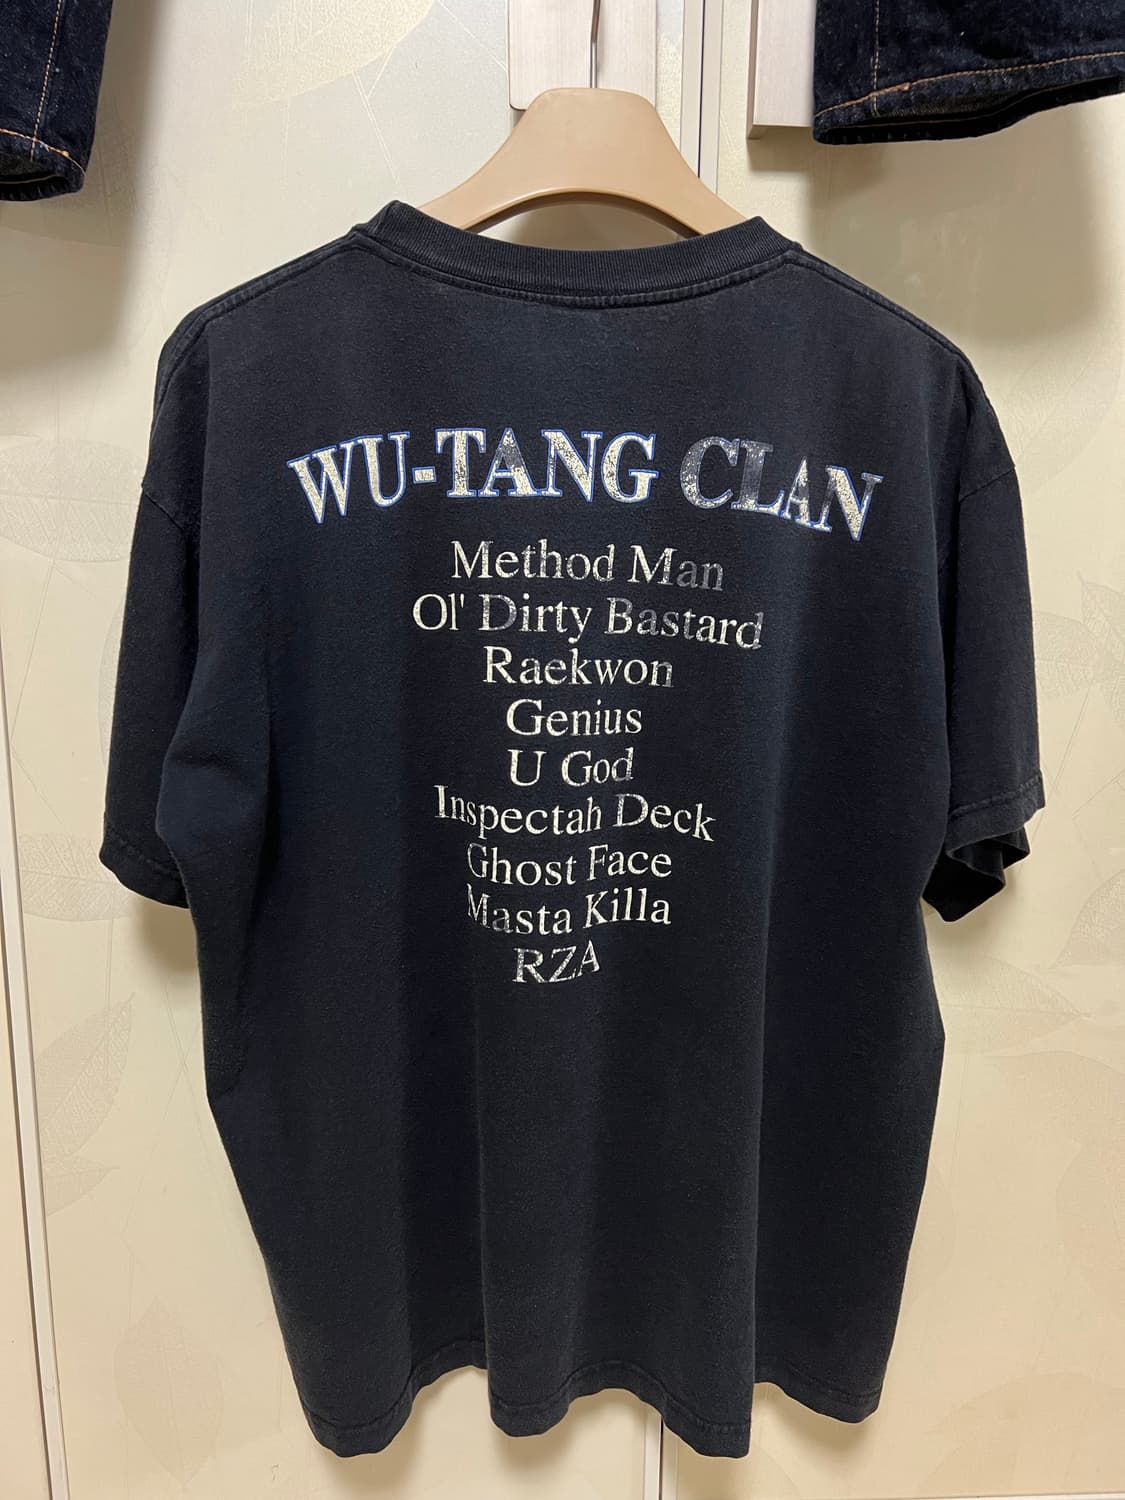 WU-TANG CLAN
Method Man
Ol' Dirty Bastard
Raekwon
Genius
U God
Inspectah Deck
Ghost Face
Masta Killa
RZA